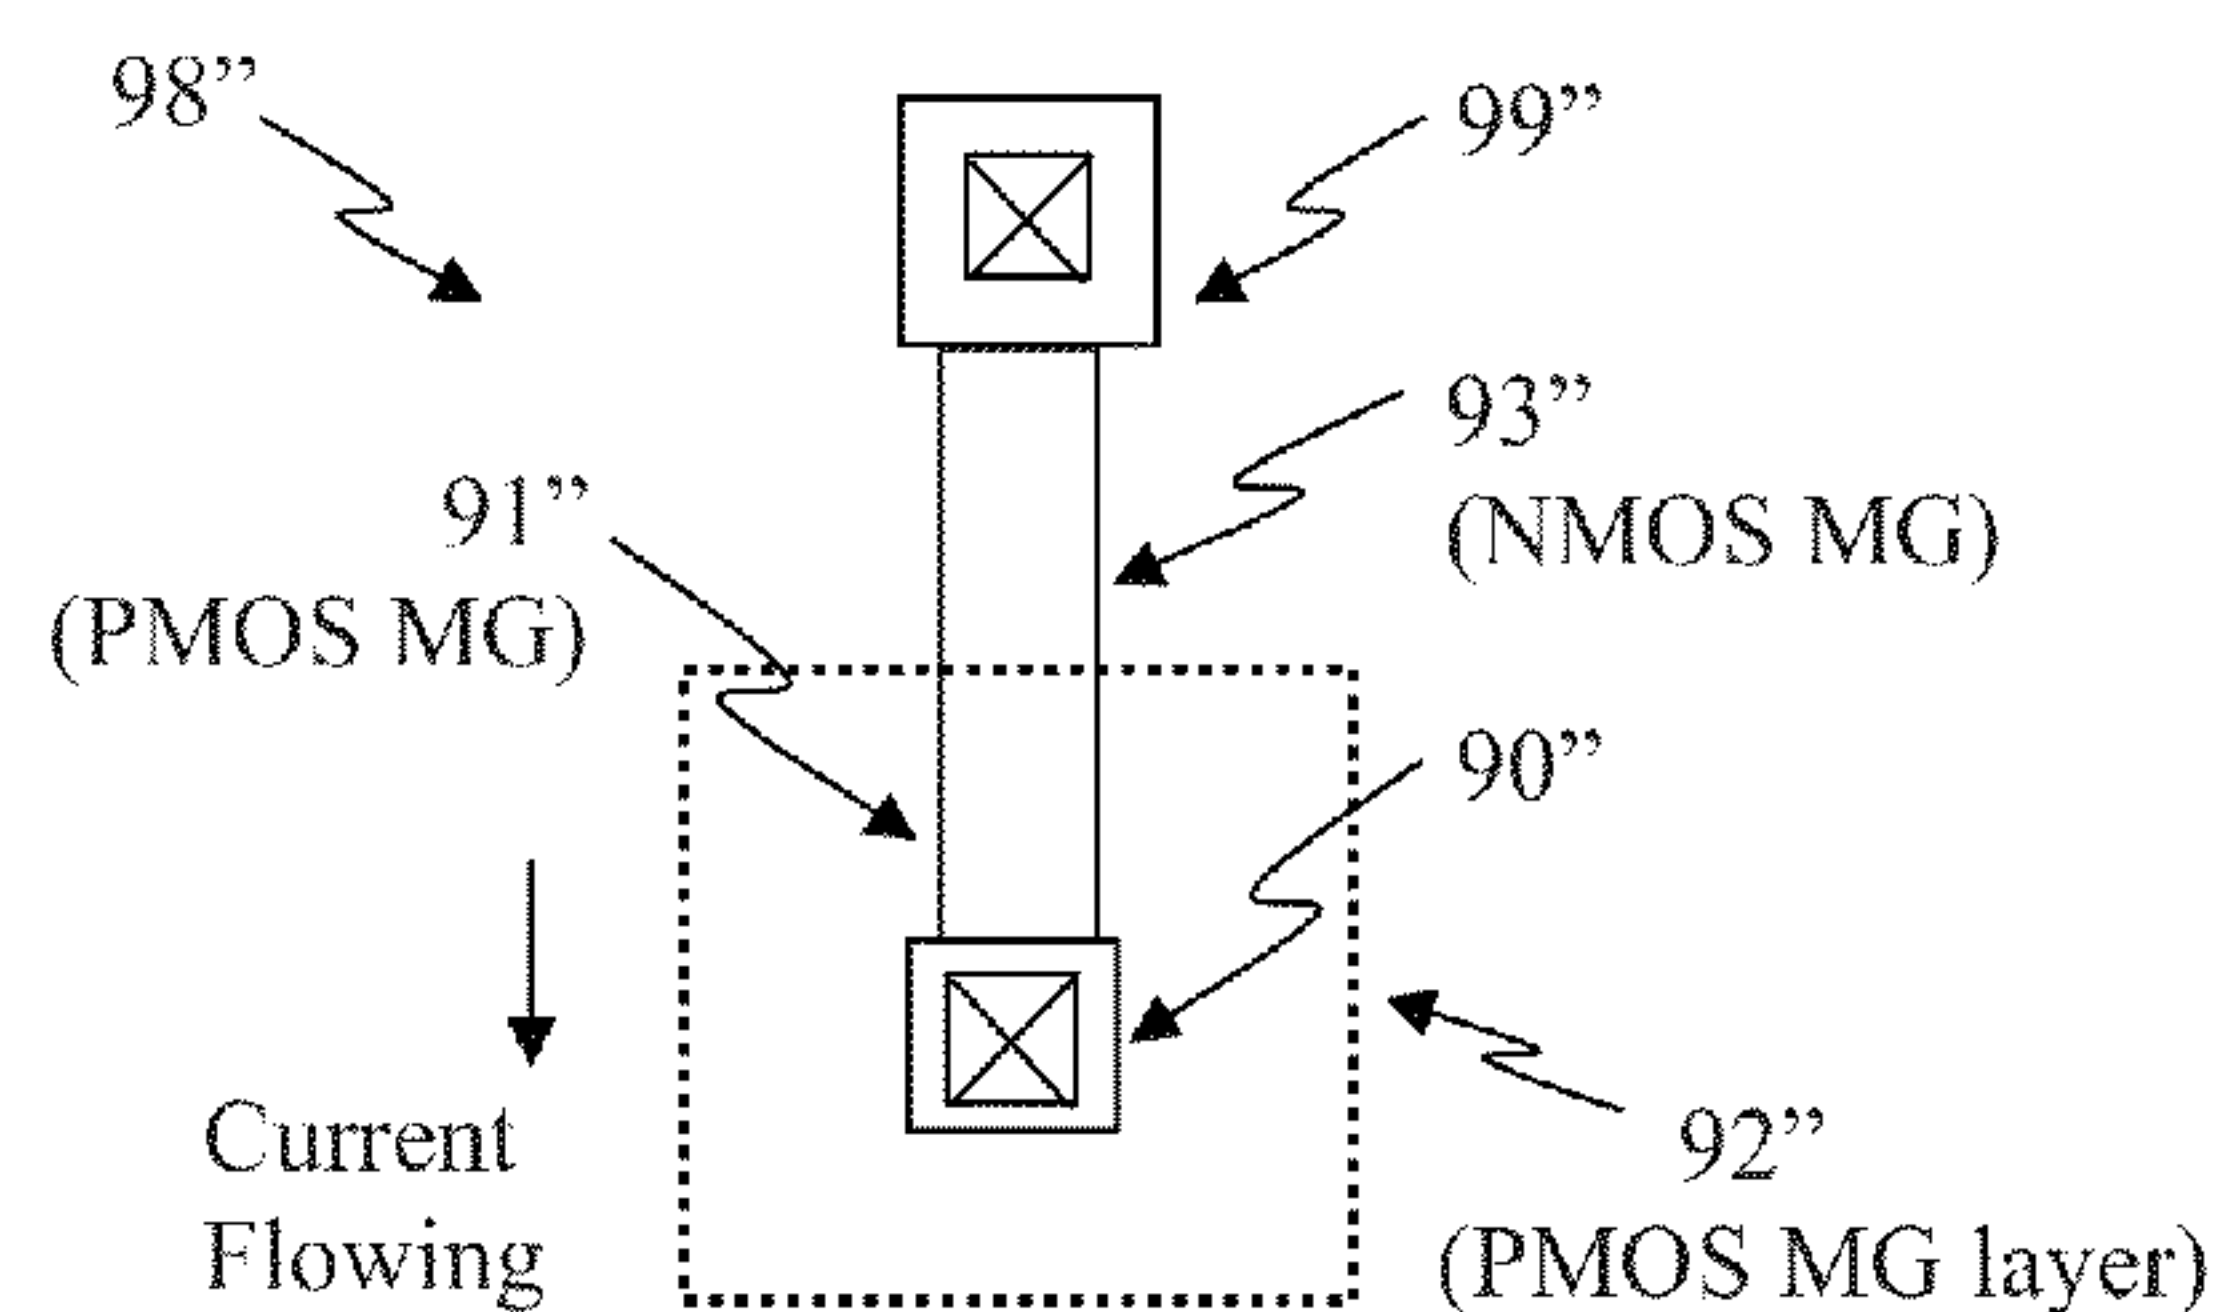 98”
99”
93”
(NMOS MG)
91”
(PMOS MG)
90”
92”
(PMOS MG layer)
Current
Flowing